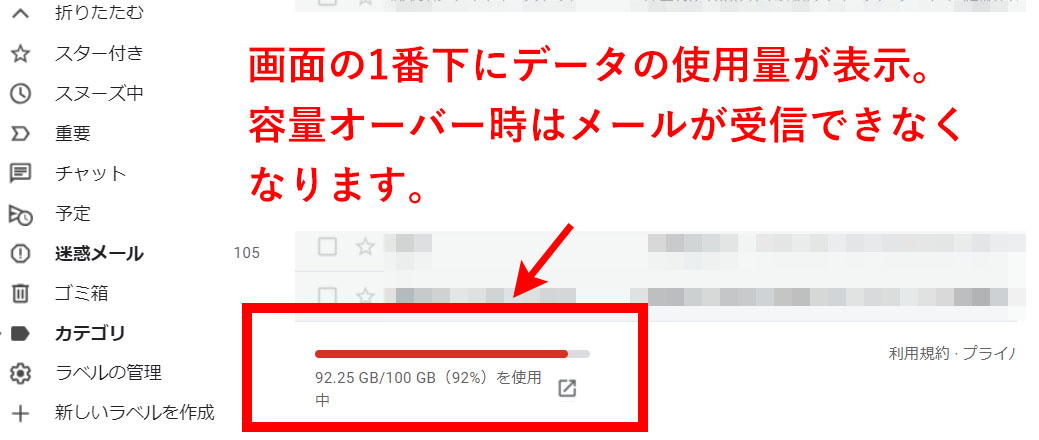 折りたたむ
スター付き
スヌーズ中
重要
チャット
予定
迷惑メール 105
ゴミ箱
カテゴリ
ラベルの管理
新しいラベルを作成
画面の1番下にデータの使用量が表示。
容量オーバー時はメールが受信できなく
なります。
92.25 GB/100 GB（92%）を使用
中
利用規約 · プライ